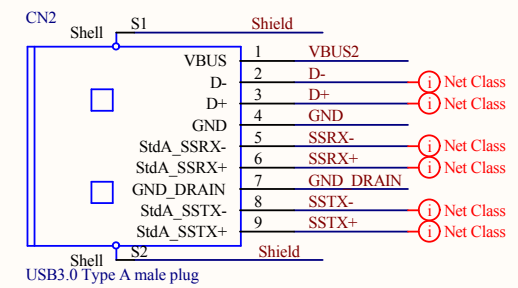 CN2
Shell S1 Shield
VBUS 1 VBUS2
D- 2 D- i Net Class
D+ 3 D+ i Net Class
GND 4 GND
StdA_SSRX- 5 SSRX- i Net Class
StdA_SSRX+ 6 SSRX+ i Net Class
GND_DRAIN 7 GND_DRAIN
StdA_SSTX- 8 SSTX- i Net Class
StdA_SSTX+ 9 SSTX+ i Net Class
Shell S2 Shield
USB3.0 Type A male plug